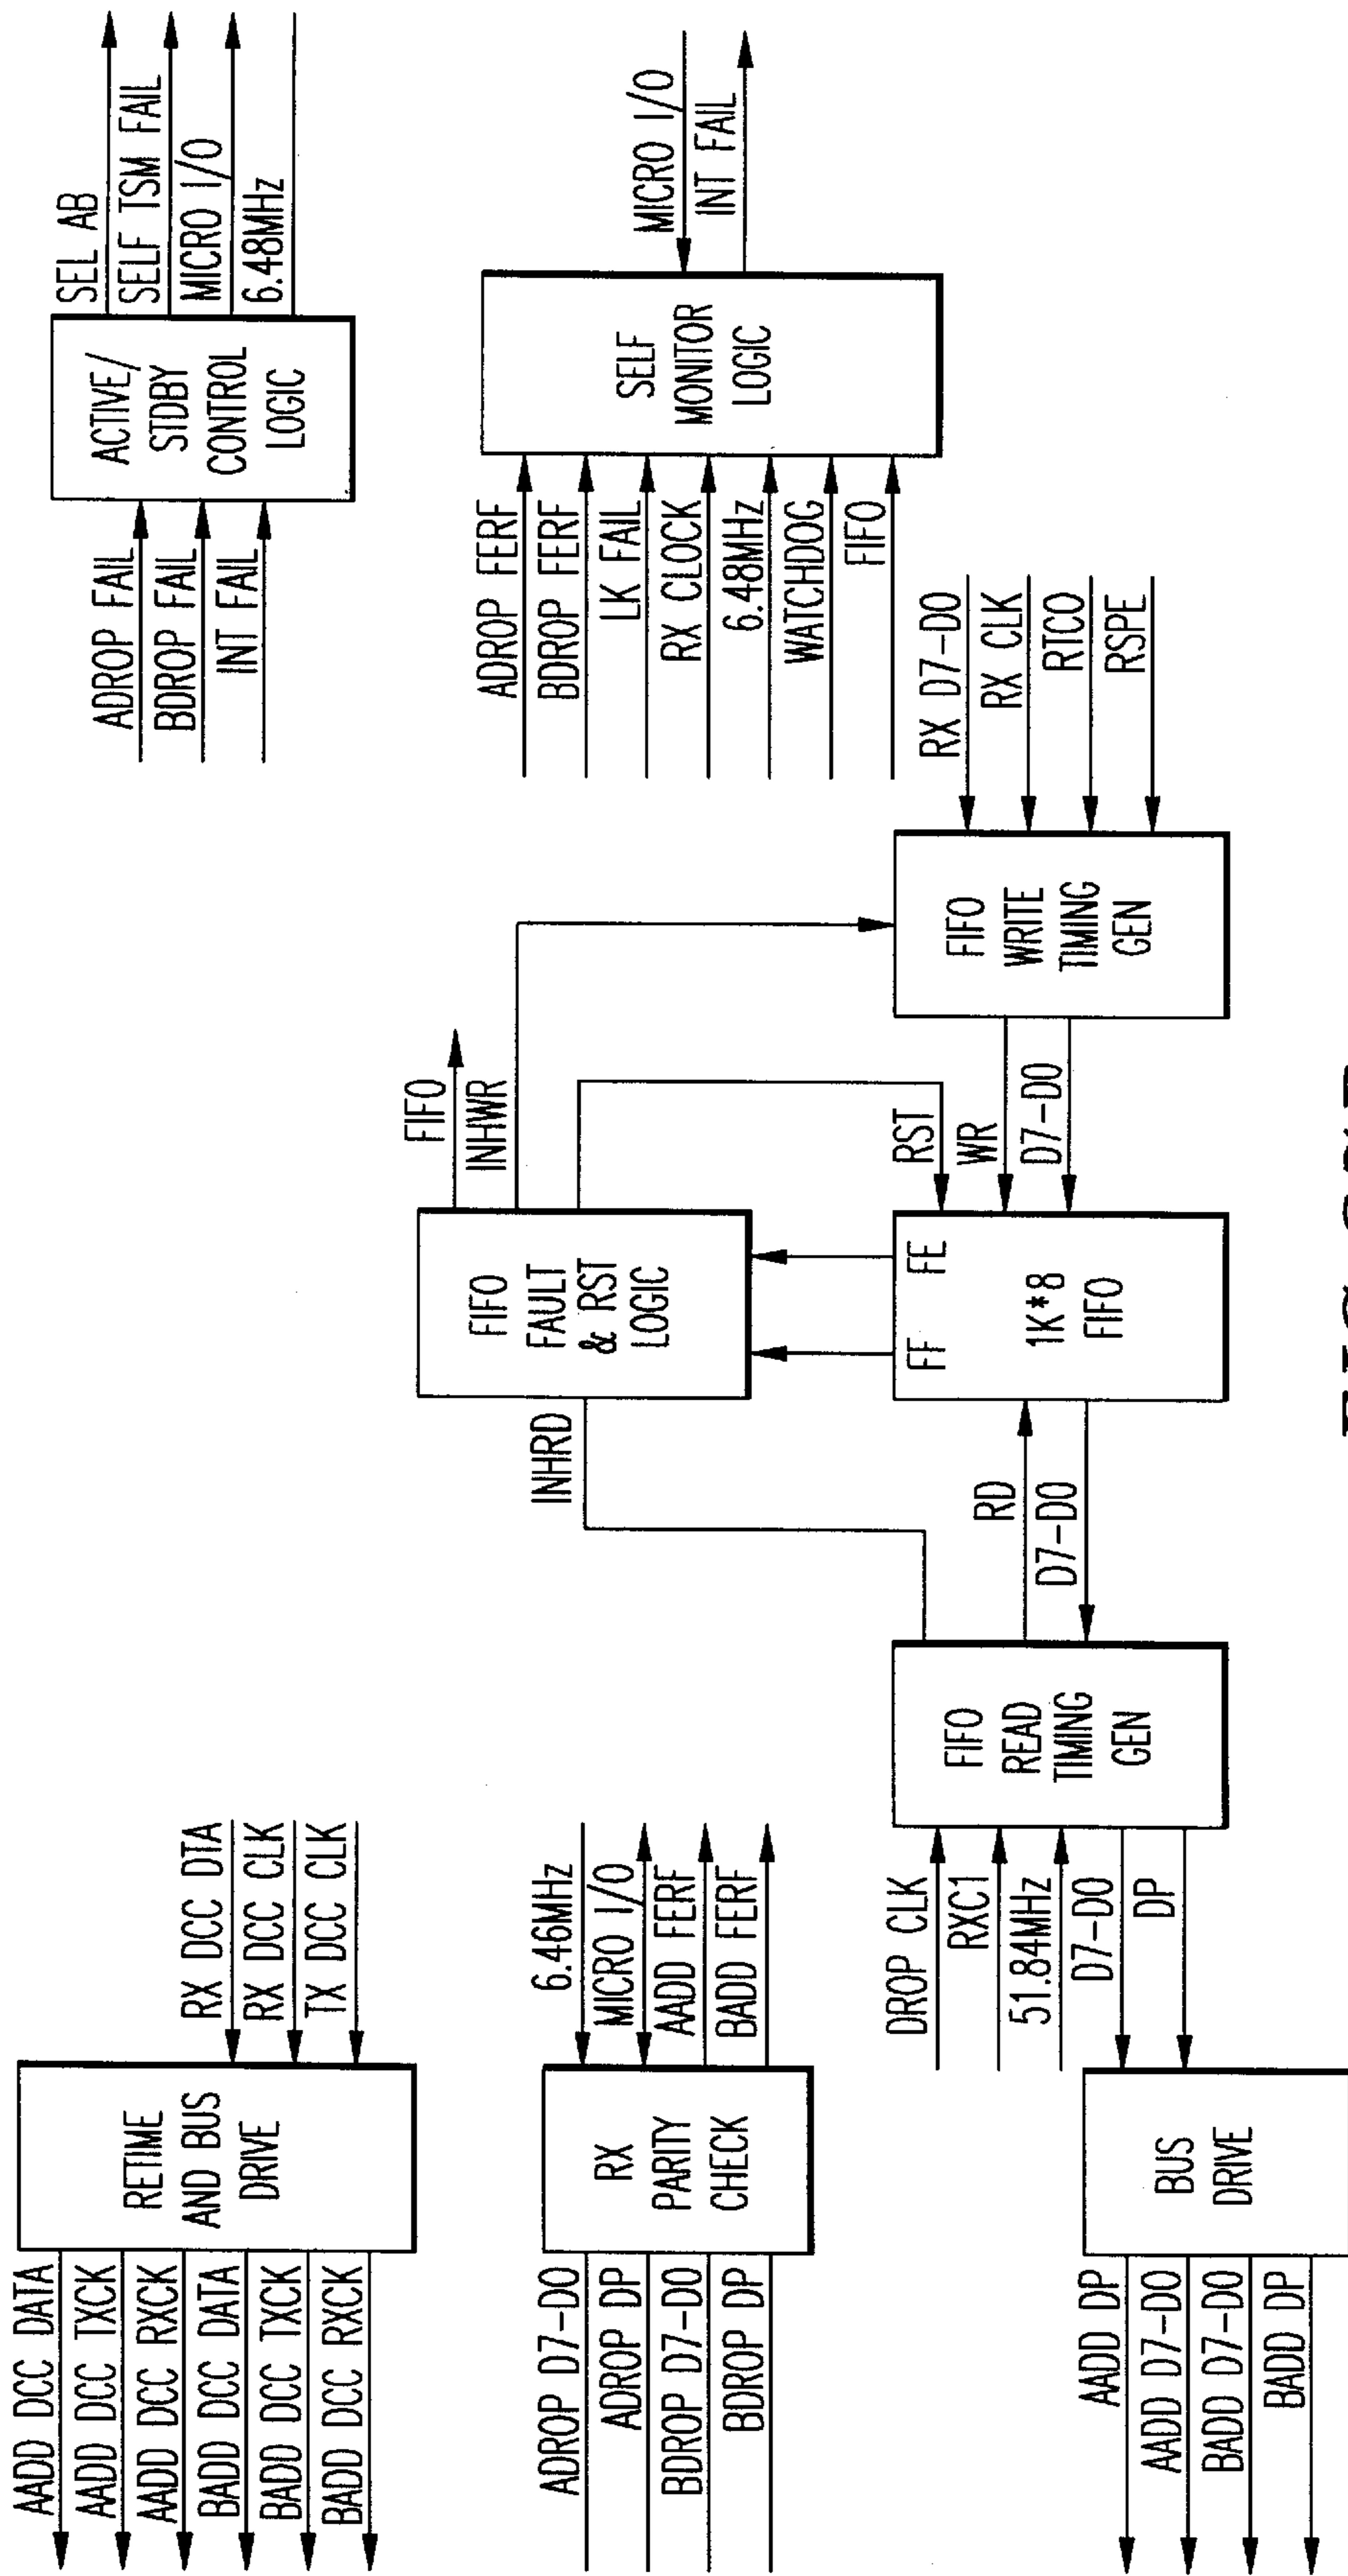 AADD DCC DATA
AADD DCC TXCK
AADD DCC RXCK
BADD DCC DATA
BADD DCC TXCK
BADD DCC RXCK
RETIME
AND BUS
DRIVE
RX DCC DTA
RX DCC CLK
TX DCC CLK
ADROP FAIL
BDROP FAIL
INT FAIL
ACTIVE/
STDBY
CONTROL
LOGIC
SEL AB
SELF TSM FAIL
MICRO I/O
6.48MHz
ADROP D7-D0
ADROP DP
BDROP D7-D0
BDROP DP
RX
PARITY
CHECK
6.46MHz
MICRO I/O
AADD FERF
BADD FERF
INHRD
FIFO
FAULT
& RST
LOGIC
FIFO
INHWR
ADROP FERF
BDROP FERF
LK FAIL
RX CLOCK
6.48MHz
WATCHDOG
FIFO
SELF
MONITOR
LOGIC
MICRO I/O
INT FAIL
AADD DP
AADD D7-D0
BADD D7-D0
BADD DP
BUS
DRIVE
DROP CLK
RXC1
51.84MHz
D7-D0
DP
FIFO
READ
TIMING
GEN
RD
D7-D0
FF FE
1K*8
FIFO
RST
WR
D7-D0
FIFO
WRITE
TIMING
GEN
RX D7-D0
RX CLK
RTCO
RSPE